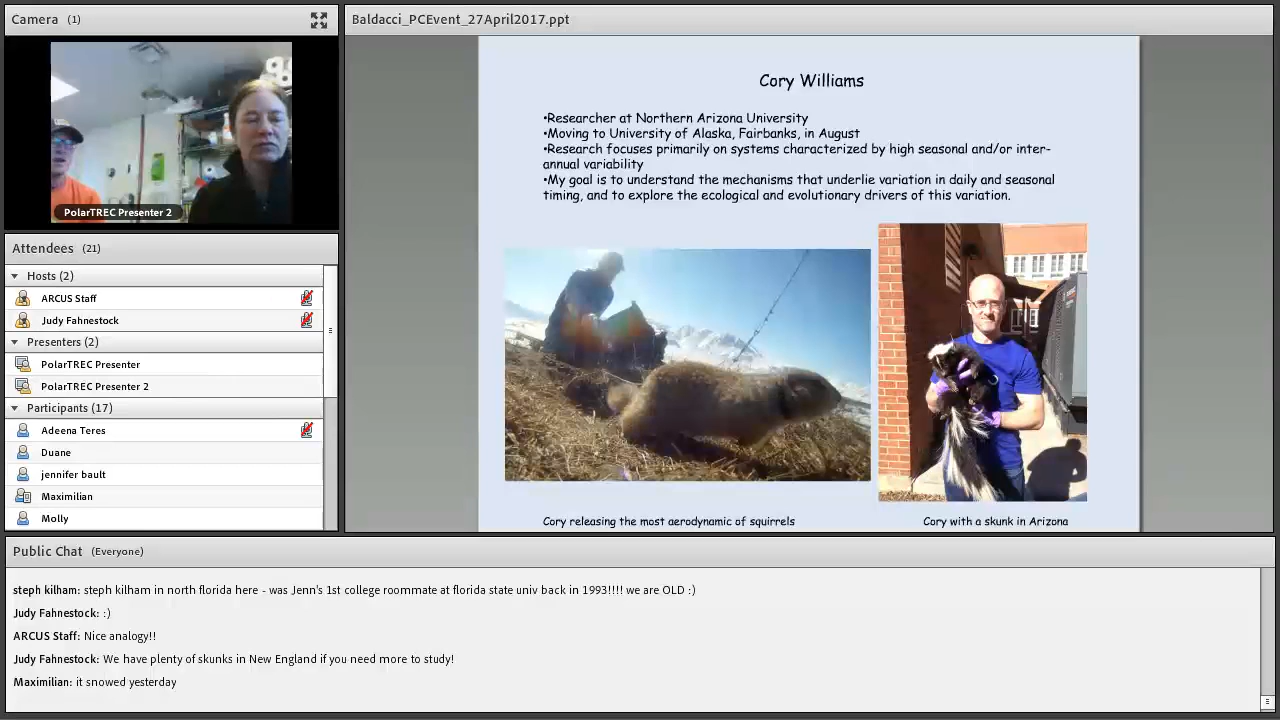 Camera (1)
PolarTREC Presenter 2
Attendees (21)
Hosts (2)
ARCUS Staff
Judy Fahnestock
Presenters (2)
PolarTREC Presenter
PolarTREC Presenter 2
Participants (17)
Adeena Teres
Duane
jennifer bault
Maximilian
Molly
Baldacci_PCEvent_27April2017.ppt
Cory Williams
•Researcher at Northern Arizona University
•Moving to University of Alaska, Fairbanks, in August
•Research focuses primarily on systems characterized by high seasonal and/or inter-
annual variability
•My goal is to understand the mechanisms that underlie variation in daily and seasonal
timing, and to explore the ecological and evolutionary drivers of this variation.
Cory releasing the most aerodynamic of squirrels
Cory with a skunk in Arizona
Public Chat (Everyone)
steph kilham: steph kilham in north florida here - was Jenn's 1st college roommate at florida state univ back in 1993!!!! we are OLD :)
Judy Fahnestock: :)
ARCUS Staff: Nice analogy!!
Judy Fahnestock: We have plenty of skunks in New England if you need more to study!
Maximilian: it snowed yesterday